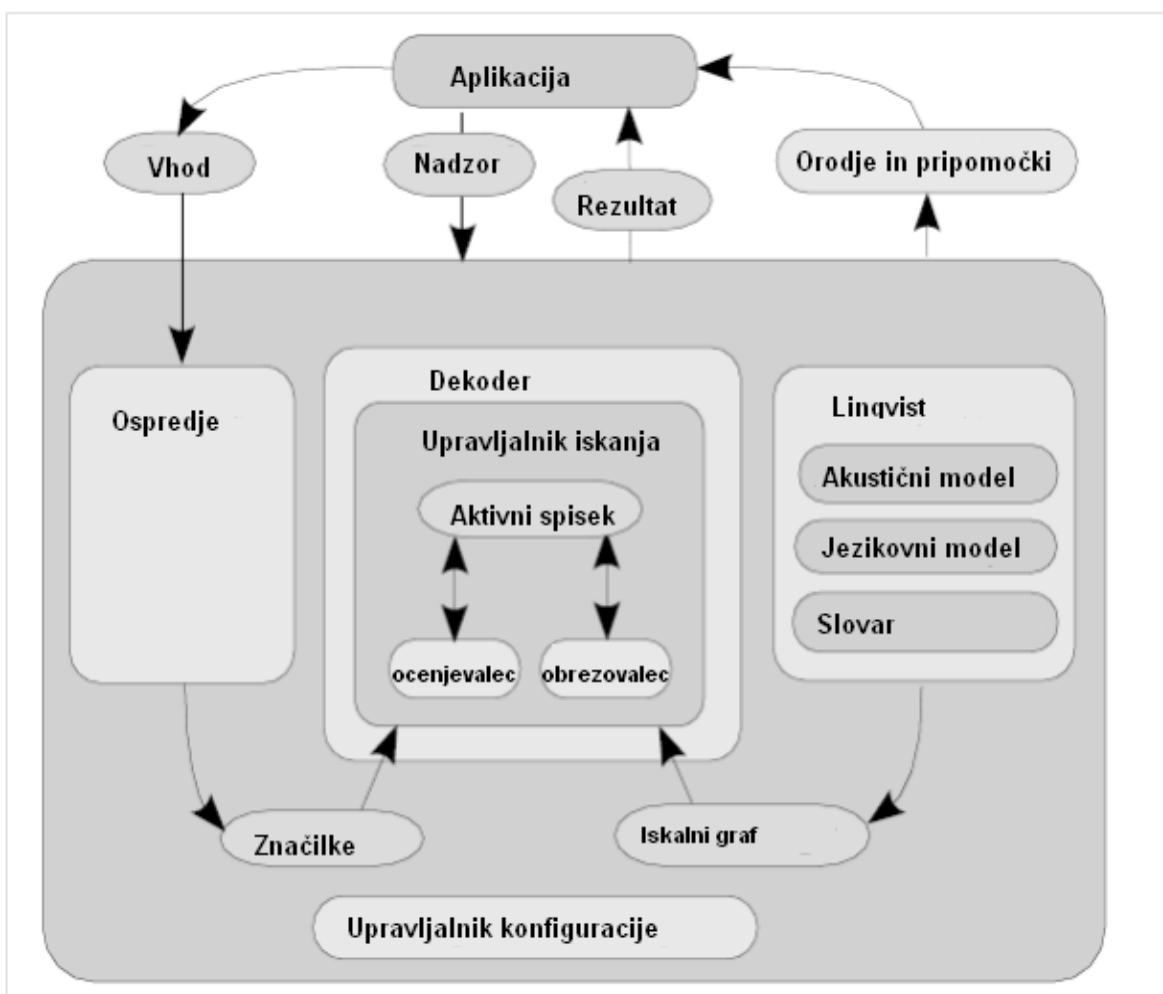 Aplikacija
Vhod
Nadzor
Rezultat
Orodje in pripomočki
Ospredje
Dekoder
Upravljalnik iskanja
Aktivni spisek
ocenjevalec
obrezovalec
Lingvist
Akustični model
Jezikovni model
Slovar
Značilke
Iskalni graf
Upravljalnik konfiguracije